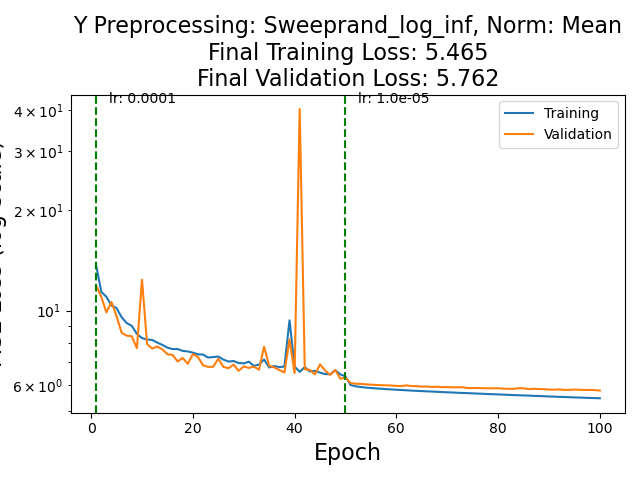 Y Preprocessing: Sweeprand_log_inf, Norm: Mean
Final Training Loss: 5.465
Final Validation Loss: 5.762
lr: 0.0001
lr: 1.0e-05
Training
Validation
4 × 10¹
3 × 10¹
2 × 10¹
10¹
6 × 10⁰
0
20
40
60
80
100
Epoch